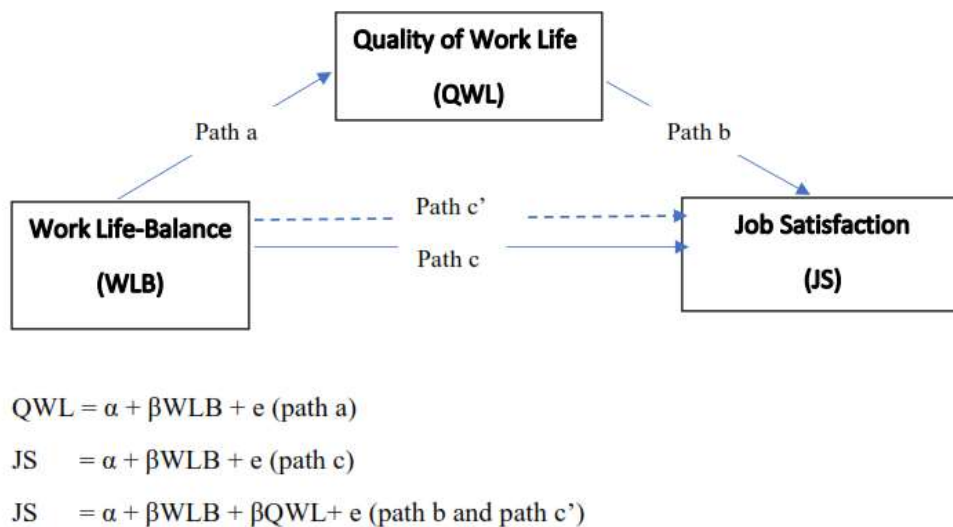 Quality of Work Life
(QWL)
Path a
Path b
Work Life-Balance
(WLB)
Path c’
Path c
Job Satisfaction
(JS)
QWL = α + βWLB + e (path a)
JS = α + βWLB + e (path c)
JS = α + βWLB + βQWL+ e (path b and path c’)